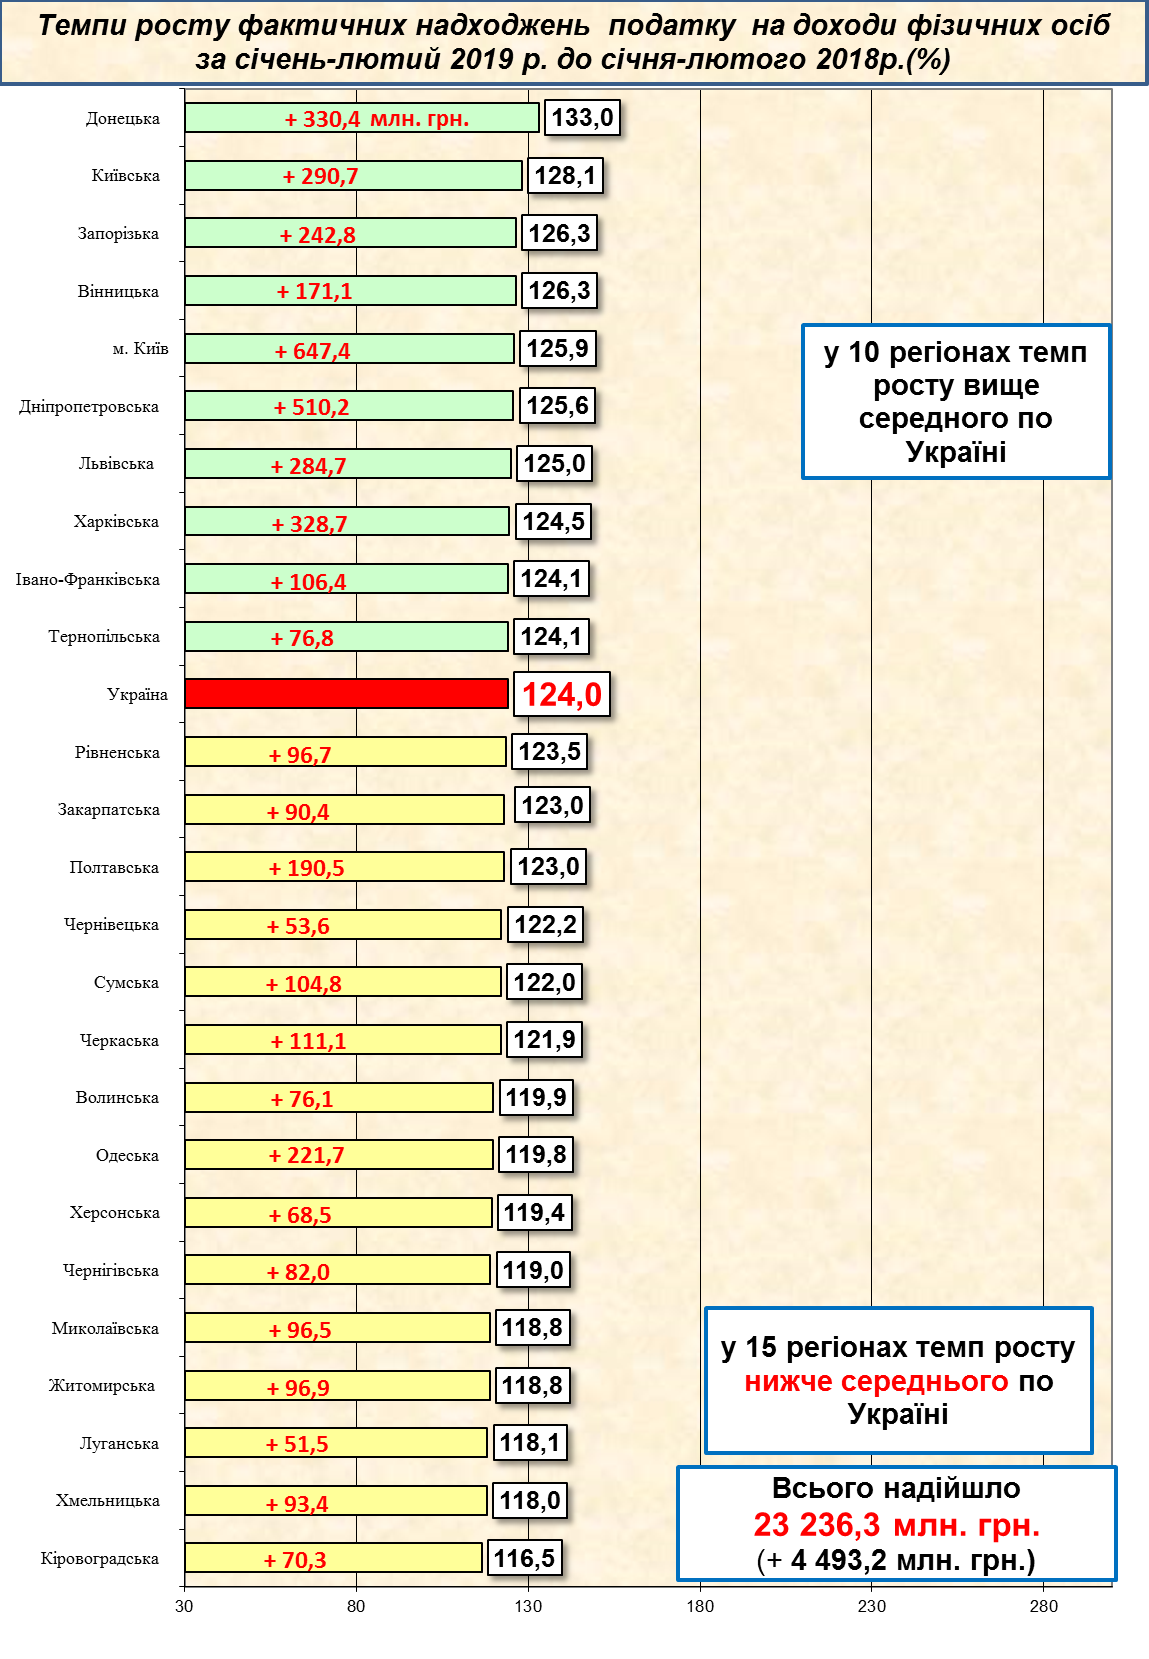 Темпи росту фактичних надходжень податку на доходи фізичних осіб
за січень-лютий 2019 р. до січня-лютого 2018р.(%)
Донецька + 330,4 млн. грн. 133,0
Київська + 290,7 128,1
Запорізька + 242,8 126,3
Вінницька + 171,1 126,3
м. Київ + 647,4 125,9
Дніпропетровська + 510,2 125,6
Львівська + 284,7 125,0
Харківська + 328,7 124,5
Івано-Франківська + 106,4 124,1
Тернопільська + 76,8 124,1
Україна 124,0
Рівненська + 96,7 123,5
Закарпатська + 90,4 123,0
Полтавська + 190,5 123,0
Чернівецька + 53,6 122,2
Сумська + 104,8 122,0
Черкаська + 111,1 121,9
Волинська + 76,1 119,9
Одеська + 221,7 119,8
Херсонська + 68,5 119,4
Чернігівська + 82,0 119,0
Миколаївська + 96,5 118,8
Житомирська + 96,9 118,8
Луганська + 51,5 118,1
Хмельницька + 93,4 118,0
Кіровоградська + 70,3 116,5
30 80 130 180 230 280
у 10 регіонах темп
росту вище
середного по
Україні
у 15 регіонах темп росту
нижче середнього по
Україні
Всього надійшло
23 236,3 млн. грн.
(+ 4 493,2 млн. грн.)